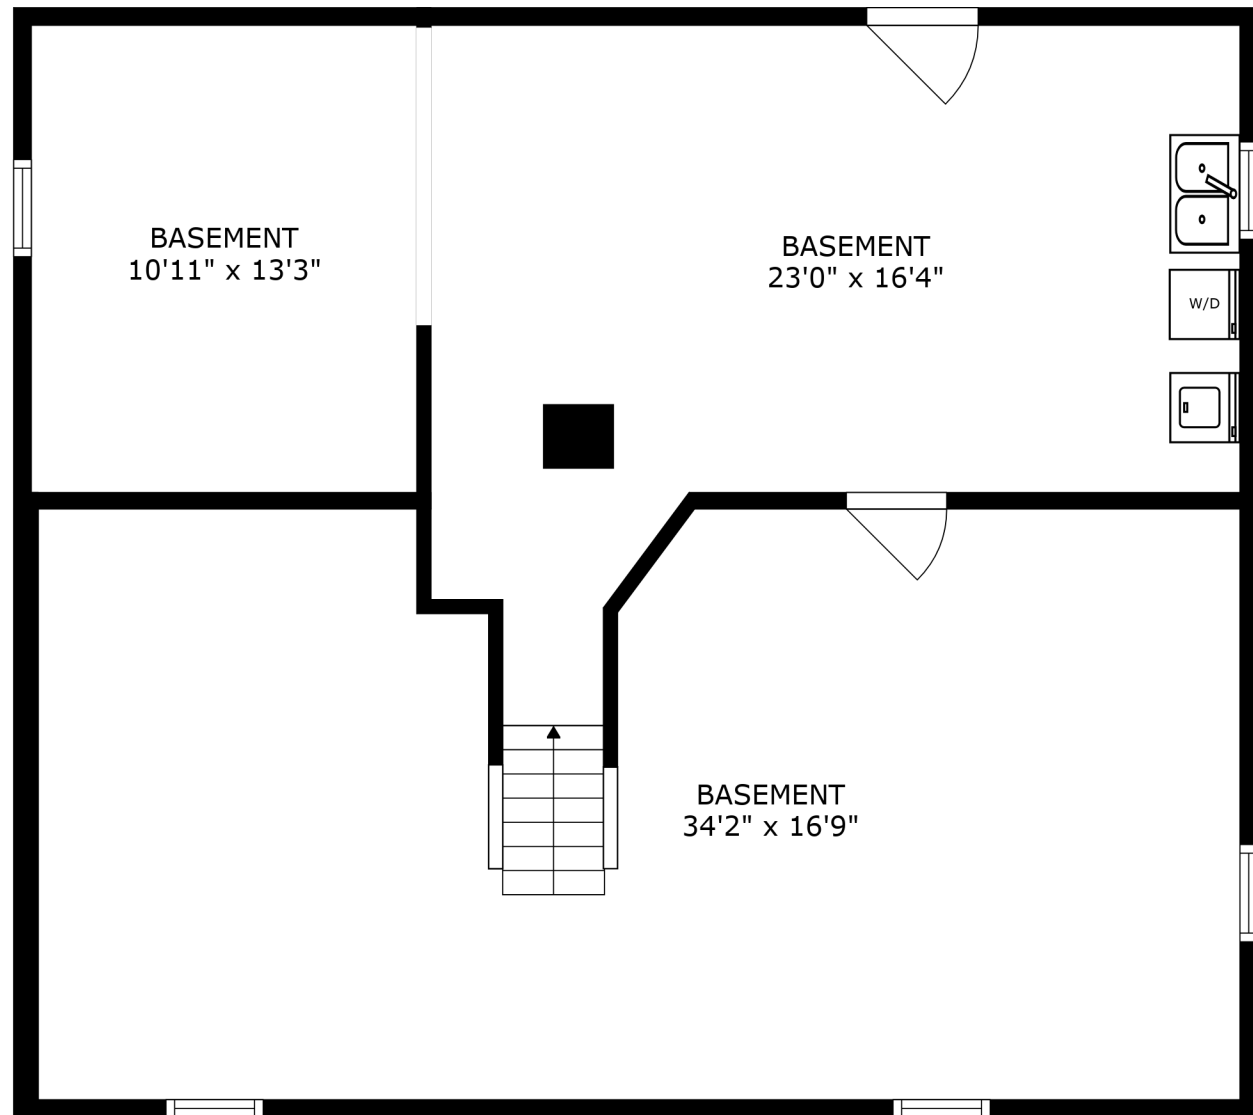 BASEMENT
10'11" x 13'3"
BASEMENT
23'0" x 16'4"
W/D
BASEMENT
34'2" x 16'9"